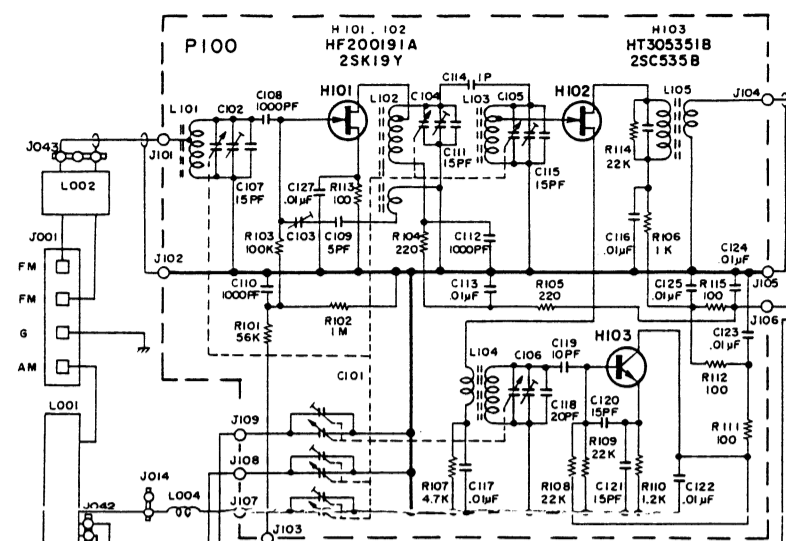 P100
H101.102
HF200191A
2SK19Y
H103
HT305351B
2SC535B
C114 1P
C108
1000PF
H101
L102
C104
L103
C105
H102
L105
J104
L101
C102
J043
J101
C111
15PF
C115
15PF
R114
22K
L002
C107
15PF
C127
.01µF
R113
100
J001
C103
C109
5PF
R104
220
C112
1000PF
C116
.01µF
R106
1K
C124
.01µF
R103
100K
J102
FM
FM
G
AM
C110
1000PF
C113
.01µF
R105
220
C125
.01µF
R115
100
J105
J106
R101
56K
R102
1M
C119
10PF
H103
C123
.01µF
L104
C106
R112
100
C101
C118
20PF
C120
15PF
R111
100
L001
J109
R109
22K
J108
J014
L004
J107
R107
4.7K
C117
.01µF
R108
22K
C121
15PF
R110
1.2K
C122
.01µF
J042
J103